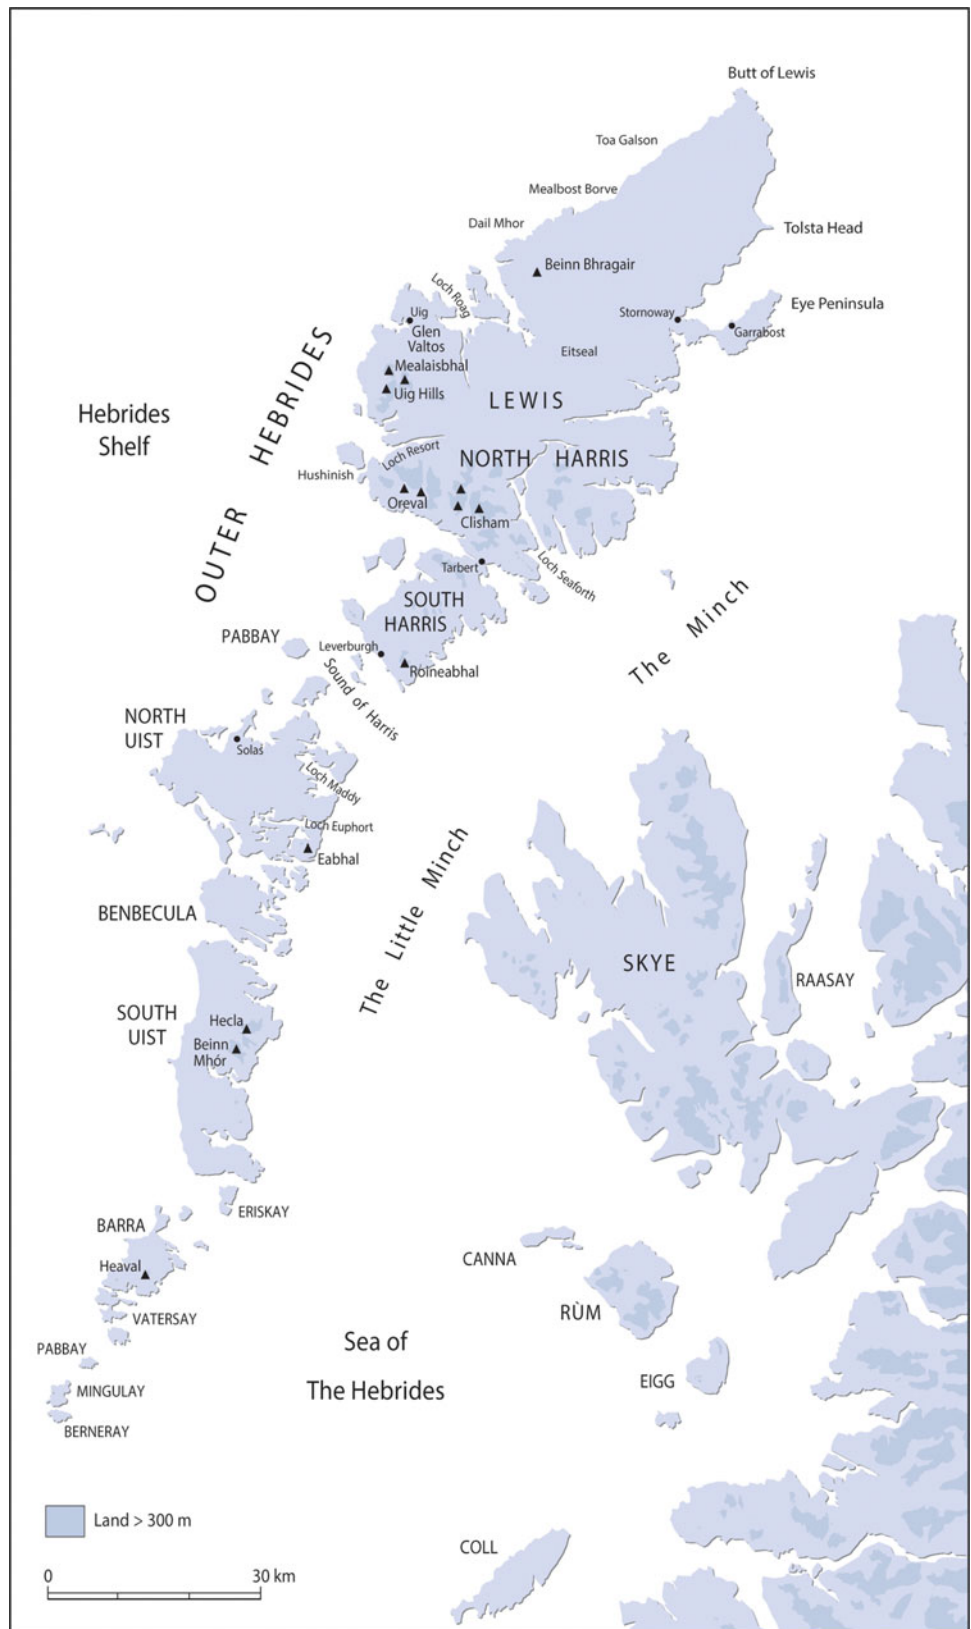 Butt of Lewis
Toa Galson
Mealbost Borve
Dail Mhor
Tolsta Head
Beinn Bhragair
Loch Roag
Eye Peninsula
Uig
Stornoway
Garrabost
Glen
Valtos
Eitseal
Mealaisbhal
Uig Hills
LEWIS
Hebrides
Shelf
OUTER HEBRIDES
Loch Resort
NORTH HARRIS
Hushinish
Oreval
Clisham
Tarbert
Loch Seaforth
SOUTH
HARRIS
The Minch
PABBAY
Leverburgh
Roineabhal
Sound of Harris
NORTH
UIST
Solas
Loch Maddy
Loch Euphort
Eabhal
The Little Minch
BENBECULA
SKYE
RAASAY
SOUTH
UIST
Hecla
Beinn
Mhór
ERISKAY
BARRA
Heaval
CANNA
VATERSAY
RÙM
Sea of
The Hebrides
PABBAY
EIGG
MINGULAY
BERNERAY
Land > 300 m
COLL
0 30 km